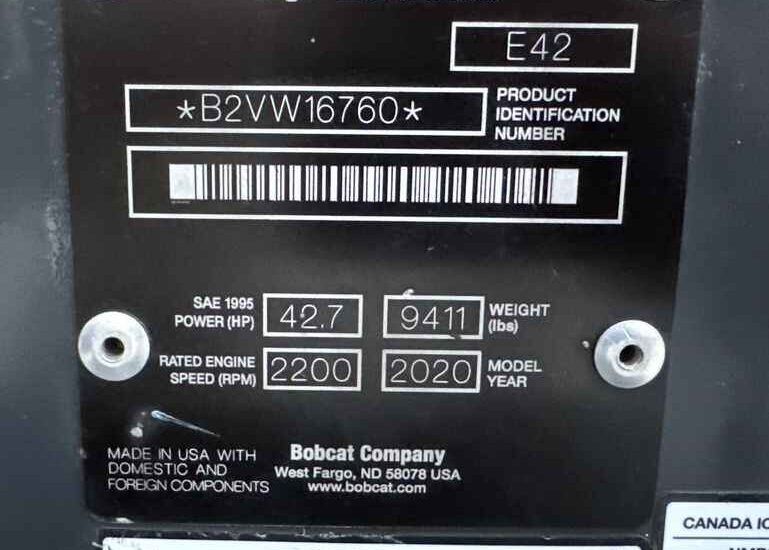 E42
*B2VW16760*
PRODUCT
IDENTIFICATION
NUMBER
SAE 1995
POWER (HP)
42.7
9411
WEIGHT
(lbs)
RATED ENGINE
SPEED (RPM)
2200
2020
MODEL
YEAR
MADE IN USA WITH
DOMESTIC AND
FOREIGN COMPONENTS
Bobcat Company
West Fargo, ND 58078 USA
www.bobcat.com
CANADA IC